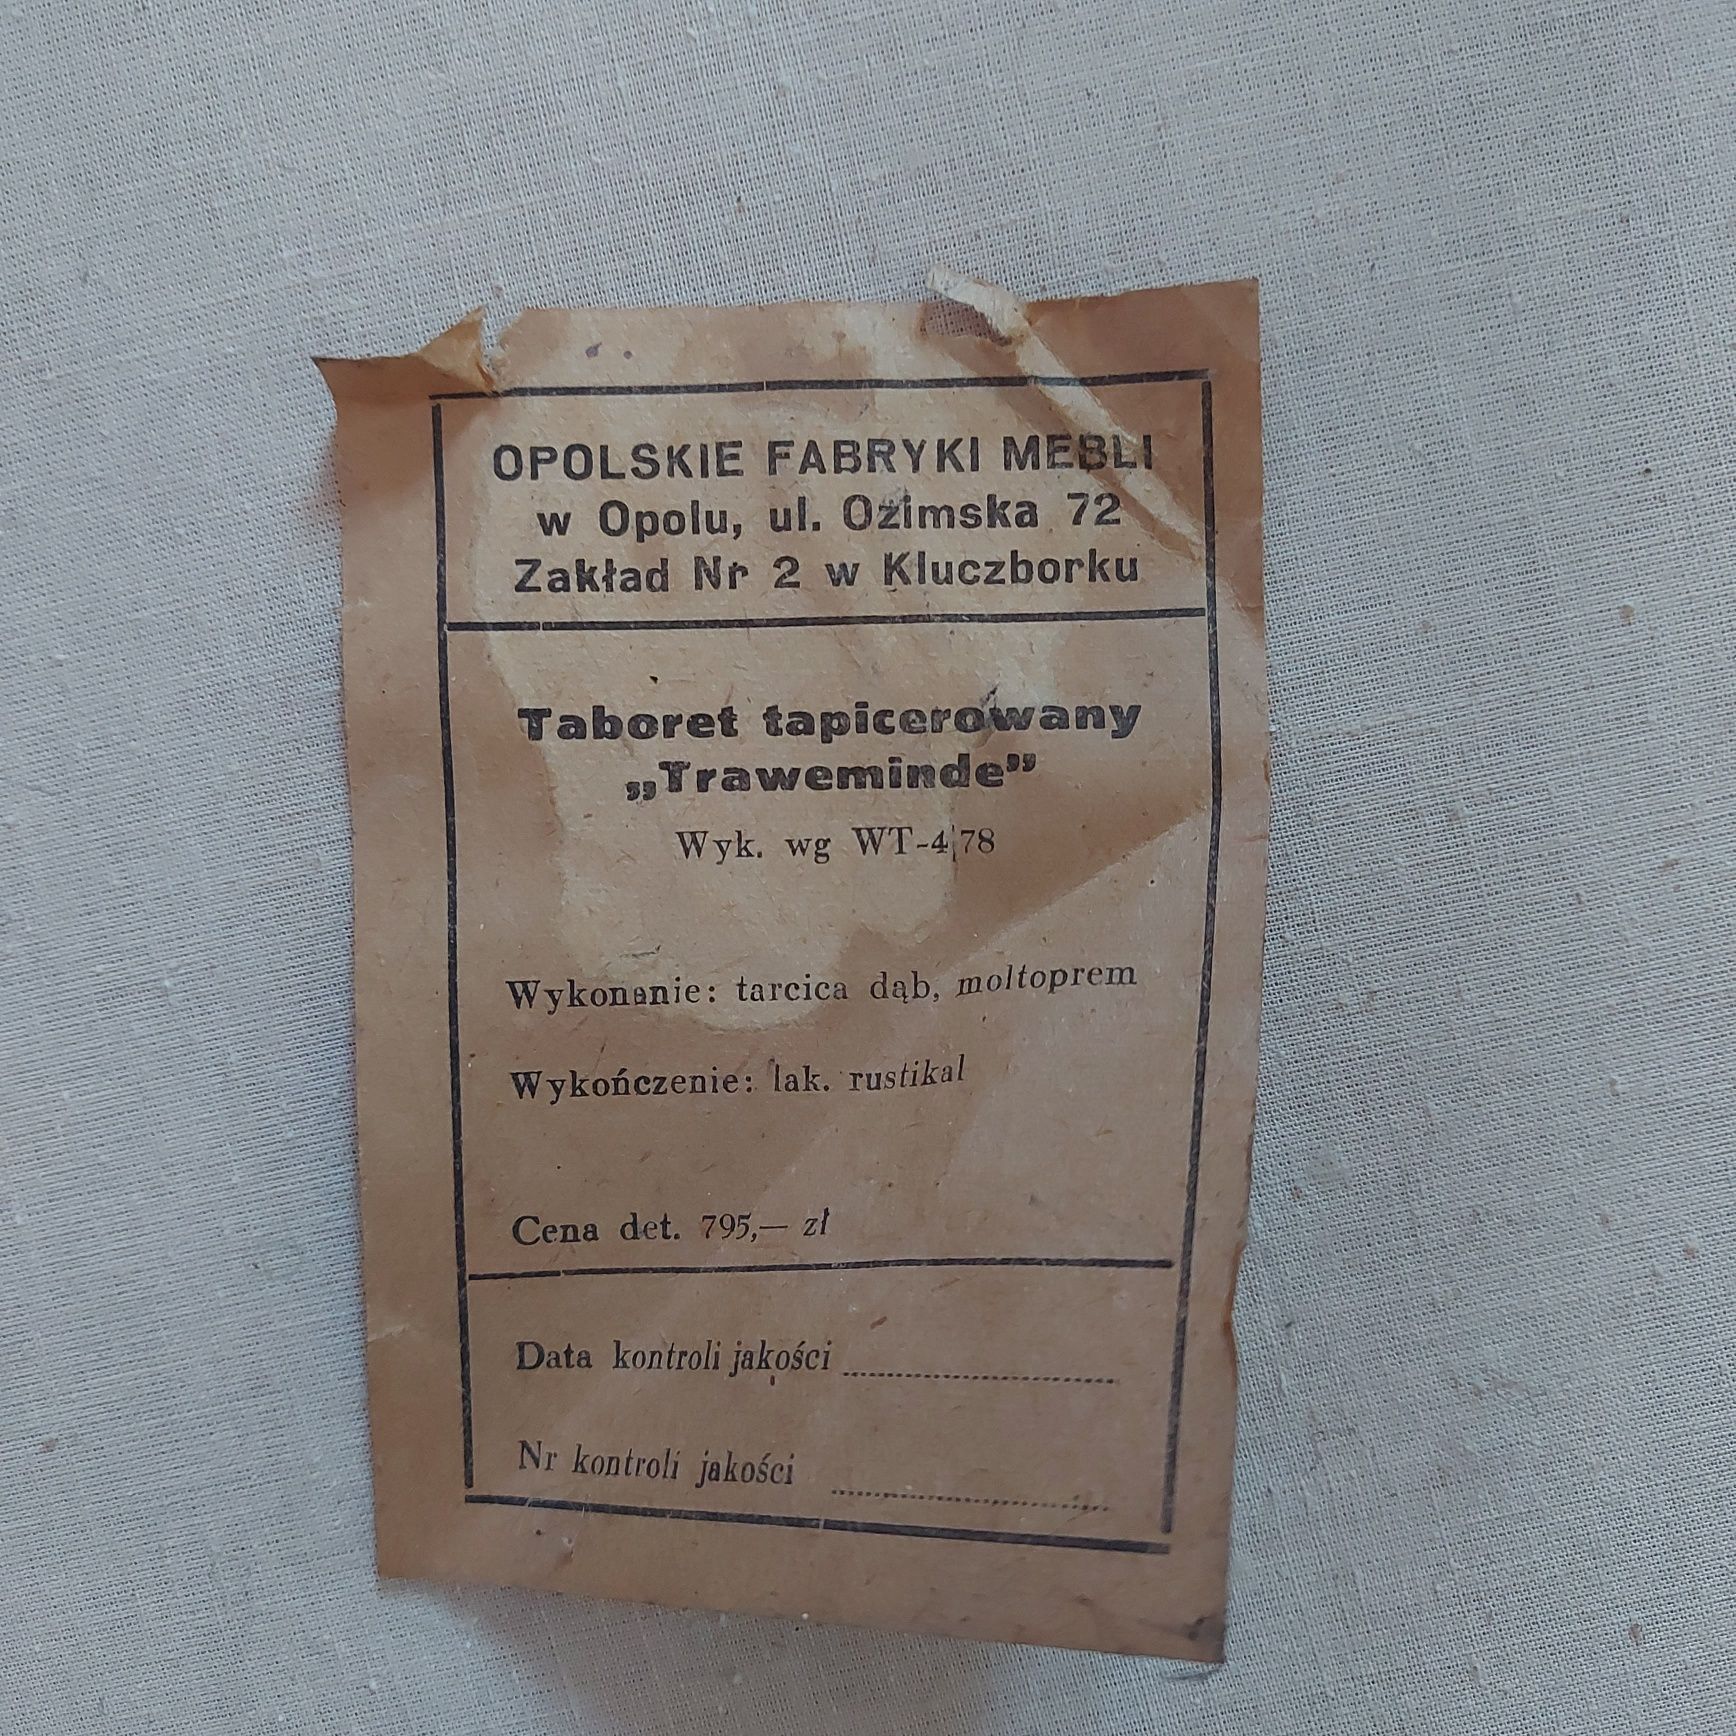 OPOLSKIE FABRYKI MEBLI
w Opolu, ul. Ozimska 72
Zakład Nr 2 w Kluczborku
Taboret tapicerowany
„Traweminde”
Wyk. wg WT-4/78
Wykonanie: tarcica dąb, moltoprem
Wykończenie: lak. rustikal
Cena det. 795,— zł
Data kontroli jakości ..............................
Nr kontroli jakości ..............................